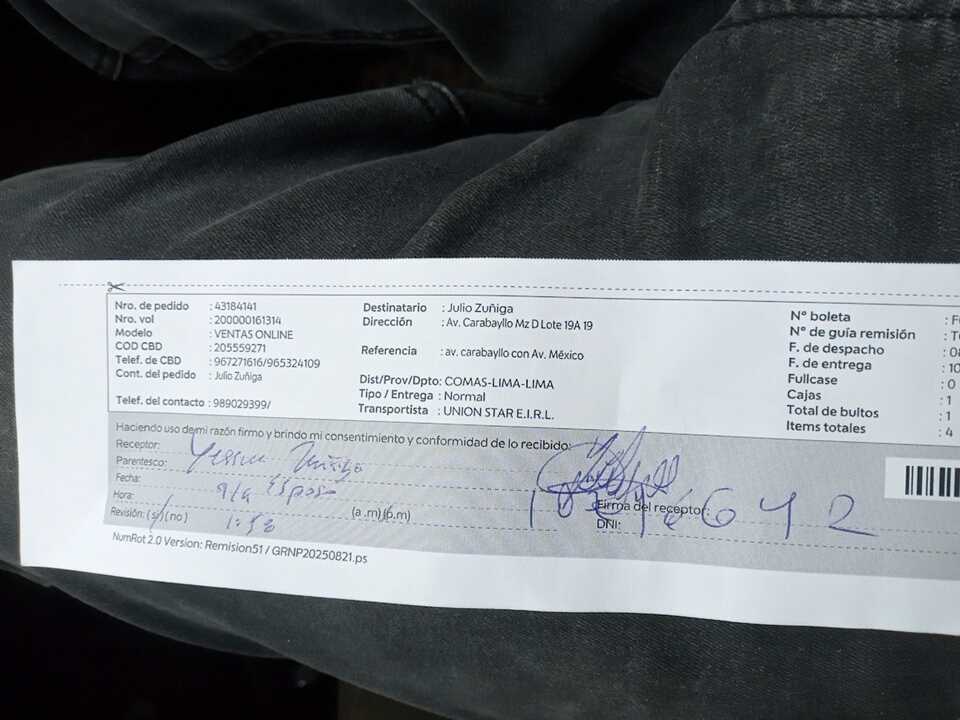 Nro. de pedido : 43184141
Nro. vol : 200000161314
Modelo : VENTAS ONLINE
COD CBD : 205559271
Telef. de CBD : 967271616/965324109
Cont. del pedido : Julio Zuñiga
Telef. del contacto : 989029399/
Destinatario : Julio Zuñiga
Dirección : Av. Carabayllo Mz D Lote 19A 19
Referencia : av. carabayllo con Av. México
Dist/Prov/Dpto: COMAS-LIMA-LIMA
Tipo / Entrega : Normal
Transportista : UNION STAR E.I.R.L.
N° boleta : F
N° de guía remisión : T
F. de despacho : 0
F. de entrega : 10
Fullcase : 0
Cajas : 1
Total de bultos : 1
Items totales : 4
Haciendo uso de mi razón firmo y brindo mi consentimiento y conformidad de lo recibido:
Receptor: Zuñiga
Parentesco:
Fecha:
Hora: 1:53 (a.m)(p.m)
Revisión: (si)(no)
Firma del receptor:
DNI:
NumRot 2.0 Version: Remision51 / GRNP20250821.ps